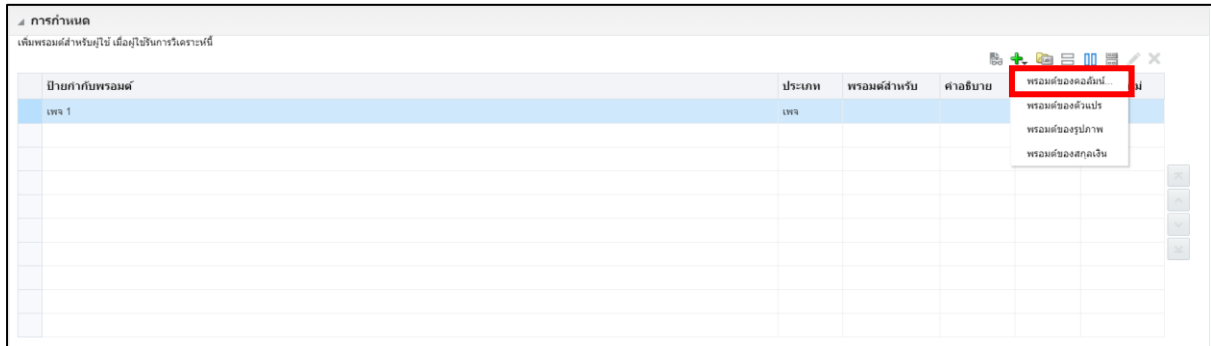 การกำหนด
เพิ่มพรอมต์สำหรับผู้ใช้ เมื่อผู้ใช้รันการวิเคราะห์นี้
ป้ายกำกับพรอมต์ ประเภท พรอมต์สำหรับ คำอธิบาย
พรอมต์ของคอลัมน์...
เพจ 1 เพจ
พรอมต์ของตัวแปร
พรอมต์ของรูปภาพ
พรอมต์ของสกุลเงิน